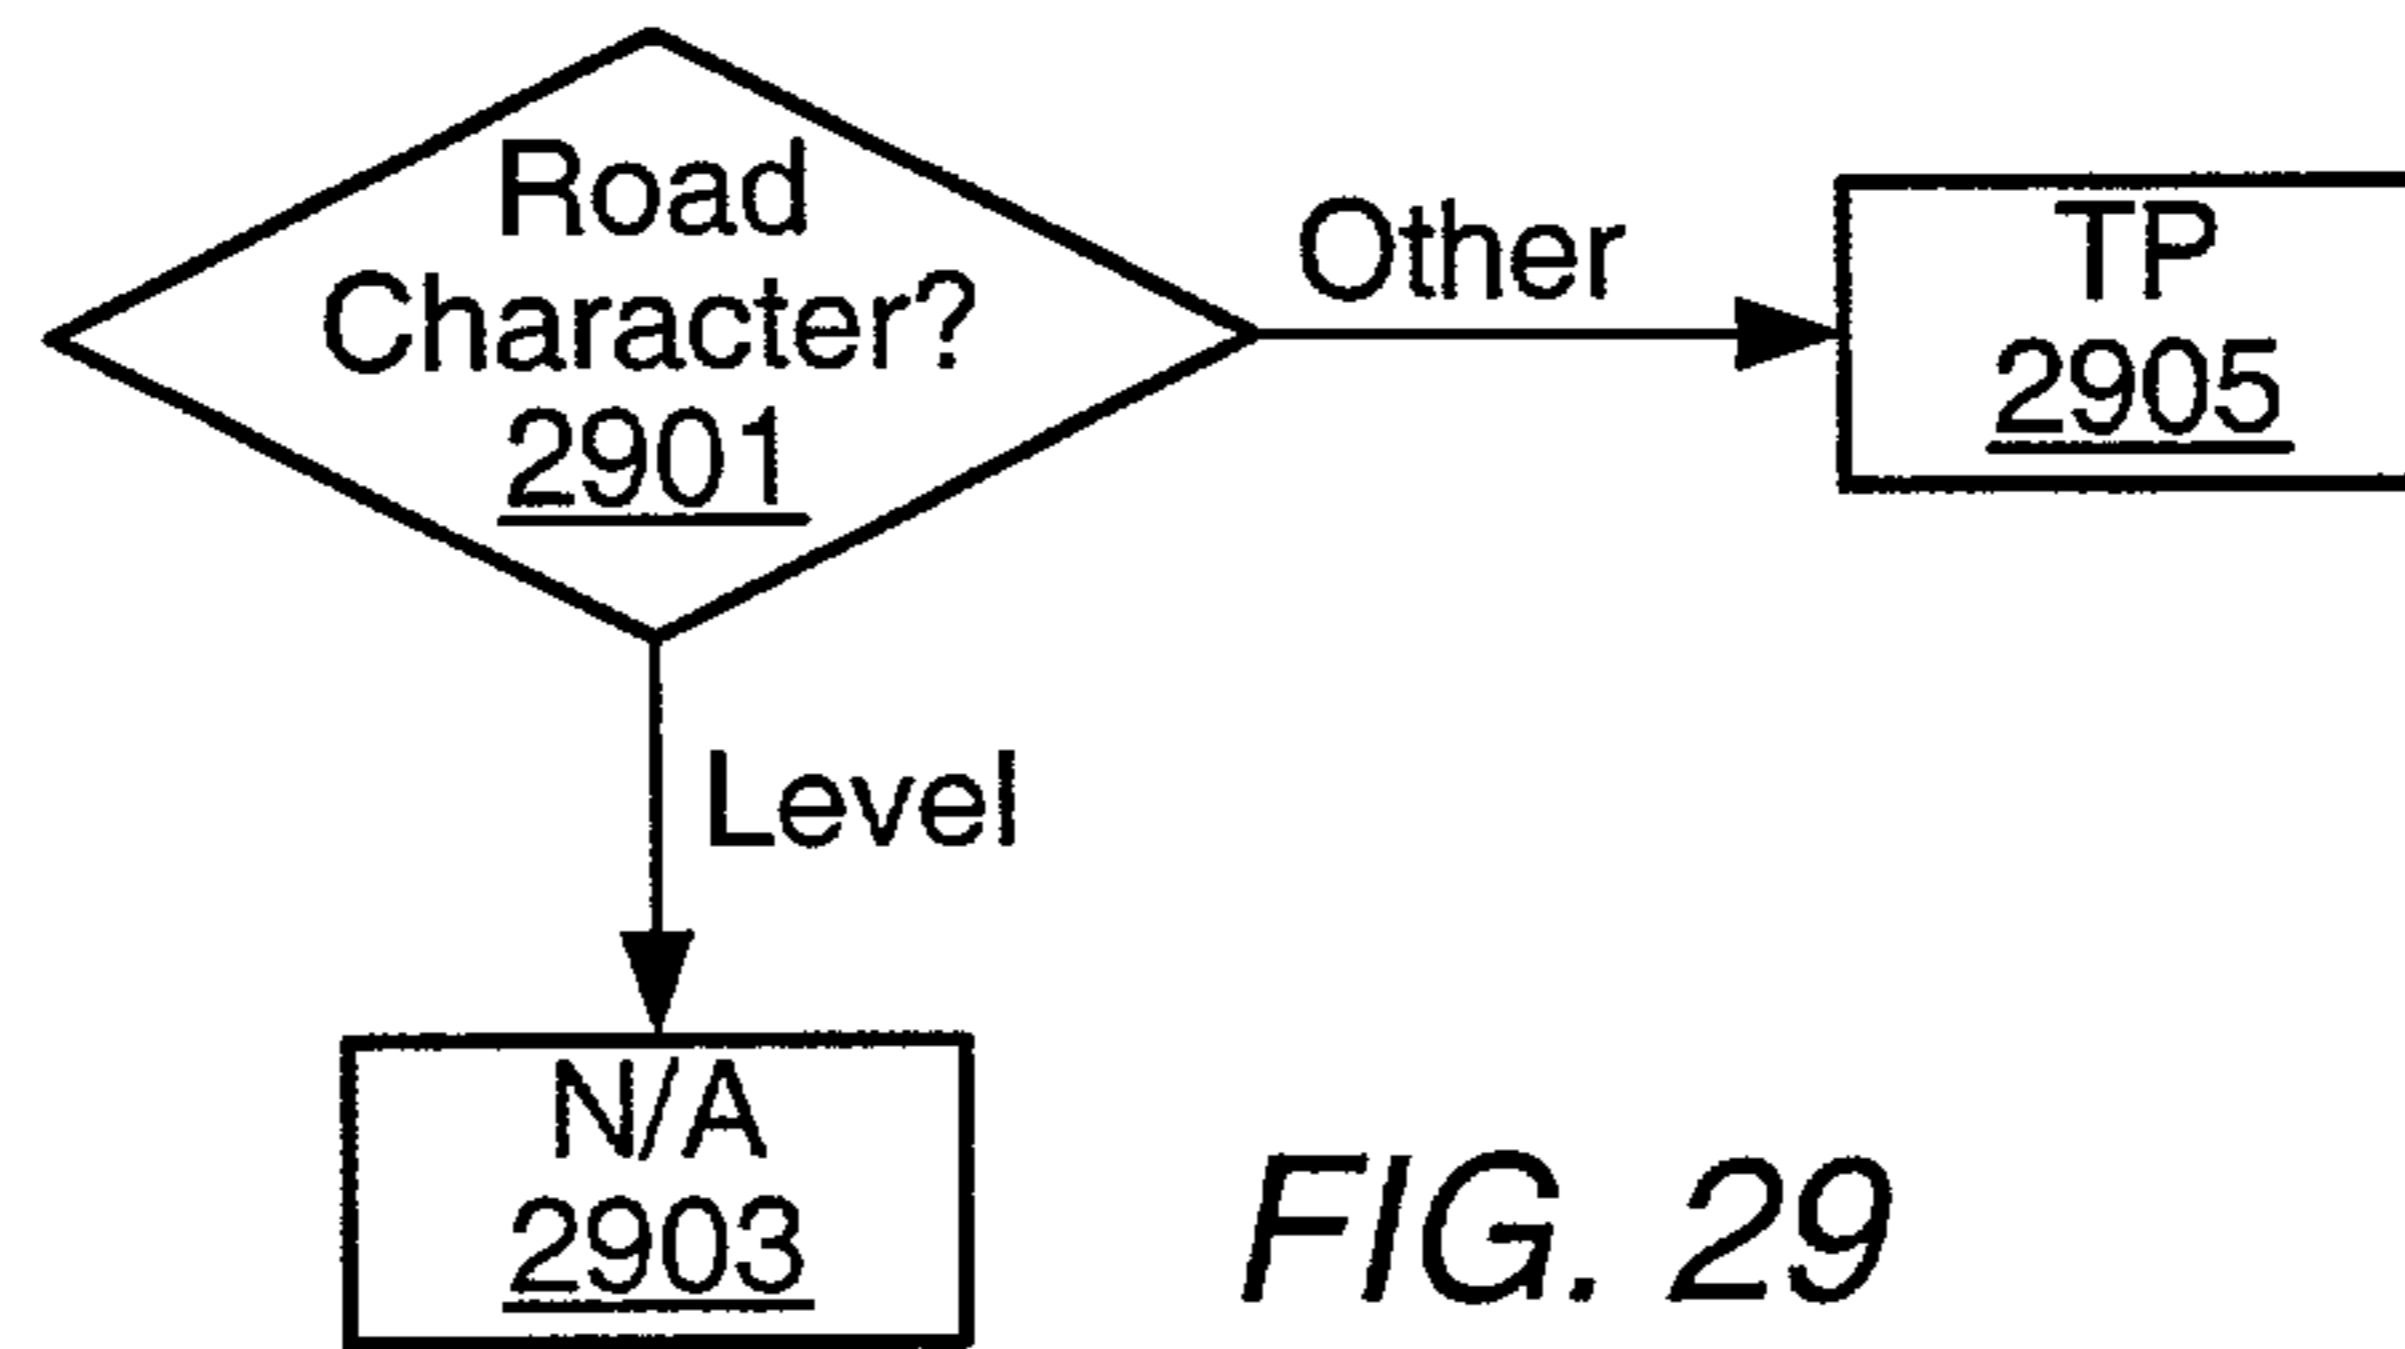 Road
Character?
2901
Other
TP
2905
Level
N/A
2903
FIG. 29